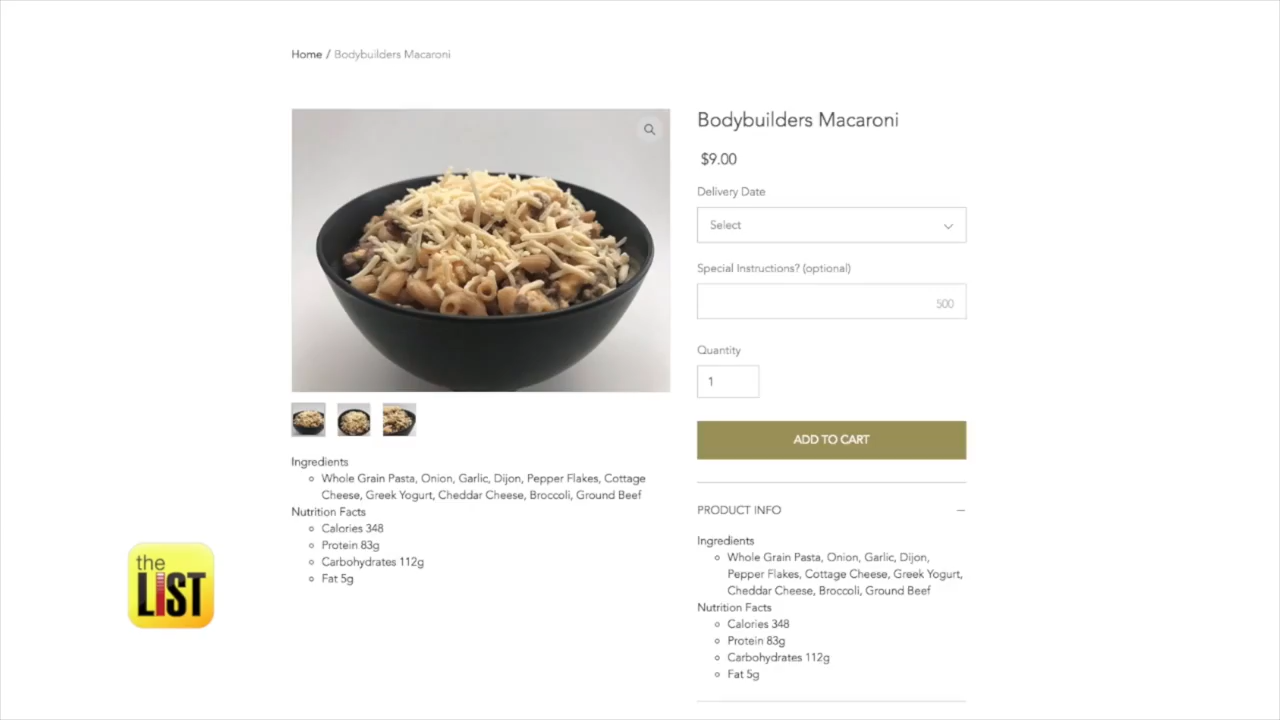 Home / Bodybuilders Macaroni
Bodybuilders Macaroni
$9.00
Delivery Date
Select
Special Instructions? (optional)
500
Quantity
1
ADD TO CART
PRODUCT INFO
Ingredients
Whole Grain Pasta, Onion, Garlic, Dijon,
Pepper Flakes, Cottage Cheese, Greek Yogurt,
Cheddar Cheese, Broccoli, Ground Beef
Nutrition Facts
Calories 348
Protein 83g
Carbohydrates 112g
Fat 5g
Ingredients
Whole Grain Pasta, Onion, Garlic, Dijon, Pepper Flakes, Cottage
Cheese, Greek Yogurt, Cheddar Cheese, Broccoli, Ground Beef
Nutrition Facts
Calories 348
Protein 83g
Carbohydrates 112g
Fat 5g
the
LIST